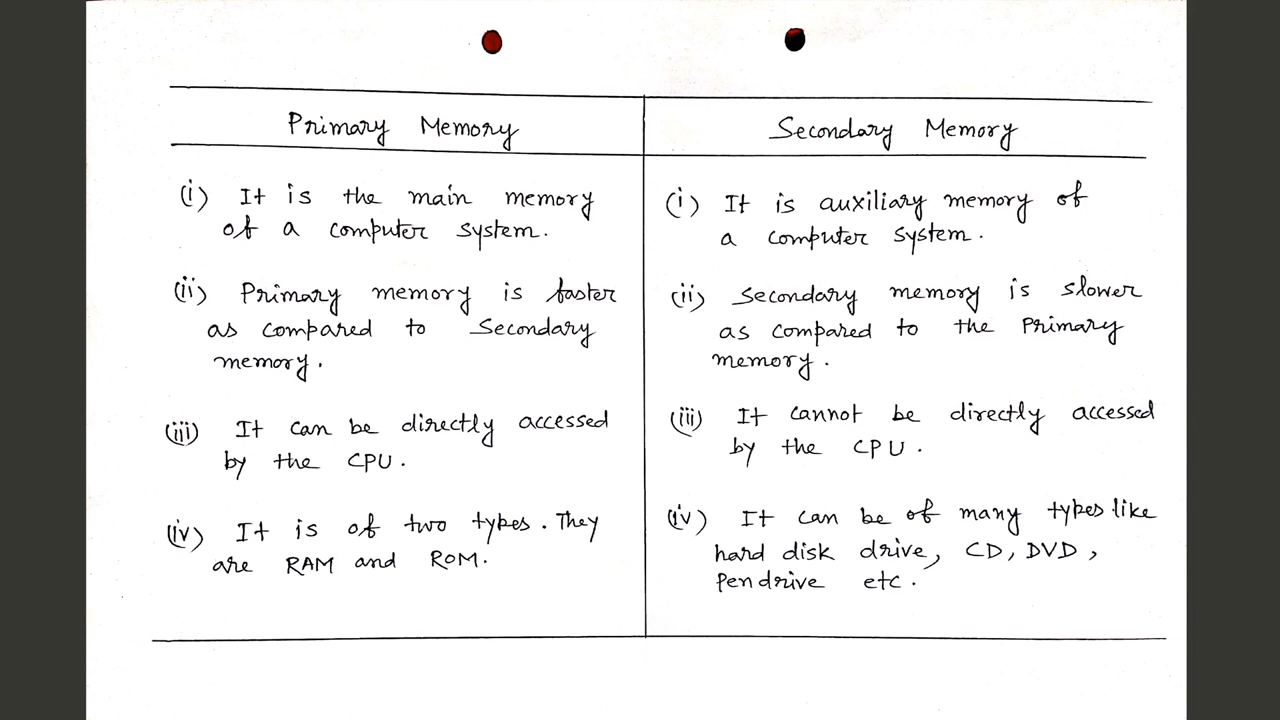 Primary Memory
(i) It is the main memory
of a computer system.
(ii) Primary memory is faster
as compared to Secondary
memory.
(iii) It can be directly accessed
by the CPU.
(iv) It is of two types. They
are RAM and ROM.
Secondary Memory
(i) It is auxiliary memory of
a computer system.
(ii) Secondary memory is slower
as compared to the Primary
memory.
(iii) It cannot be directly accessed
by the CPU.
(iv) It can be of many types like
hard disk drive, CD, DVD,
Pen drive etc.